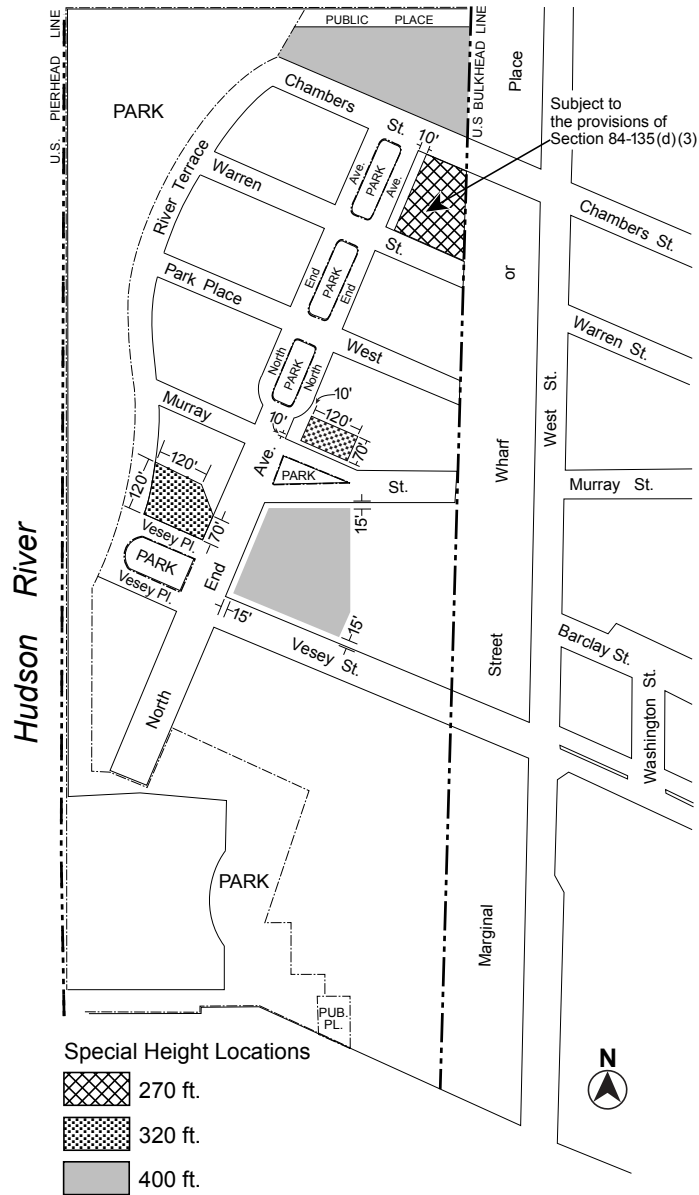 U.S. PIERHEAD LINE
PUBLIC PLACE
U.S BULKHEAD LINE
Place
PARK
Chambers
St.
10'
Subject to
the provisions of
Section 84-135(d)(3)
River Terrace
Warren
Ave.
PARK
Ave.
St.
Chambers St.
or
Park Place
End
PARK
End
West
Warren St.
North
PARK
North
West St.
10'
Murray
10'
120'
70'
Ave.
PARK
St.
Wharf
Murray St.
120'
120'
70'
15'
Vesey Pl.
PARK
Vesey Pl.
End
15'
15'
Vesey St.
Street
Barclay St.
Washington St.
Hudson River
North
PARK
Marginal
PUB.
PL.
Special Height Locations
270 ft.
320 ft.
400 ft.
N